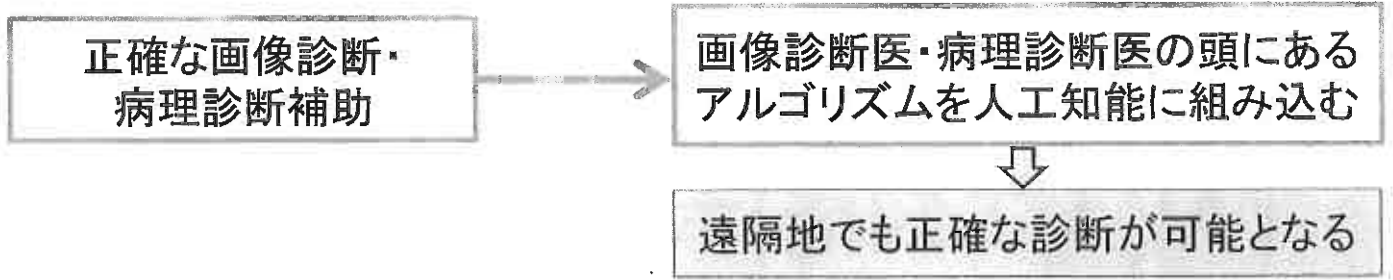 正確な画像診断・
病理診断補助
画像診断医・病理診断医の頭にある
アルゴリズムを人工知能に組み込む
遠隔地でも正確な診断が可能となる